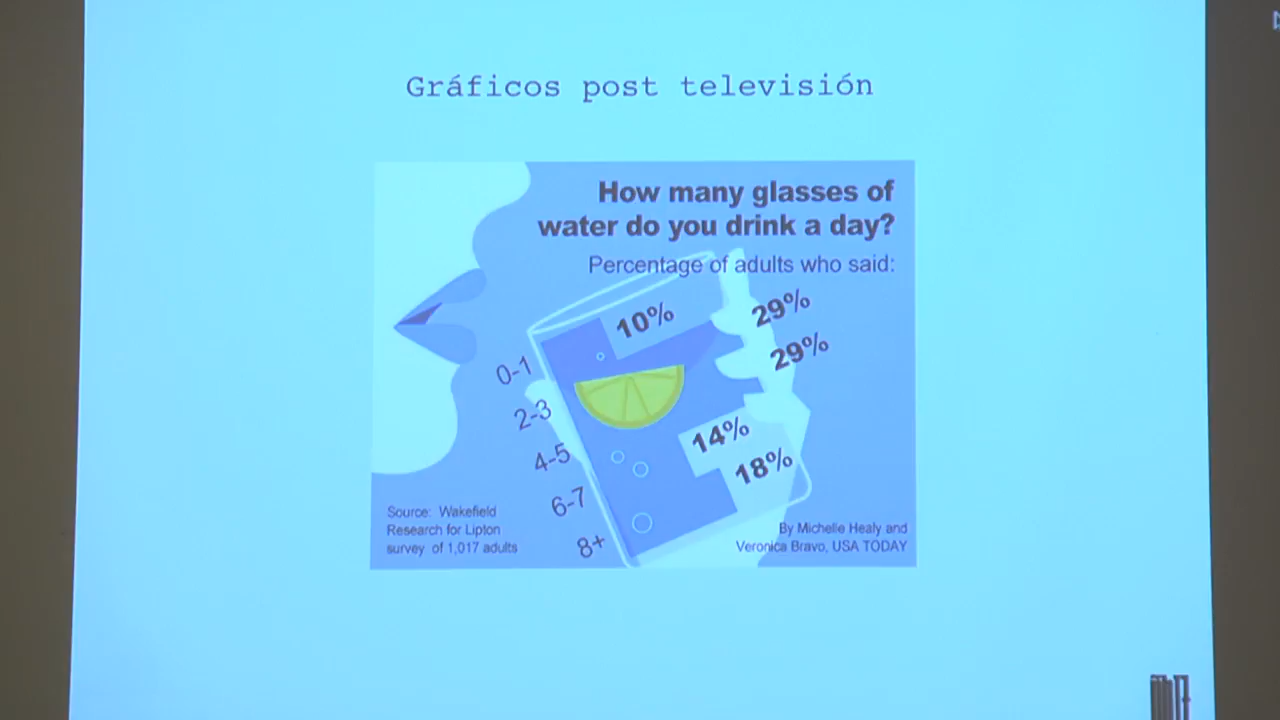 Gráficos post televisión
How many glasses of
water do you drink a day?
Percentage of adults who said:
0-1 10%
2-3 29%
4-5 29%
6-7 14%
8+ 18%
Source: Wakefield
Research for Lipton
survey of 1,017 adults
By Michelle Healy and
Veronica Bravo, USA TODAY